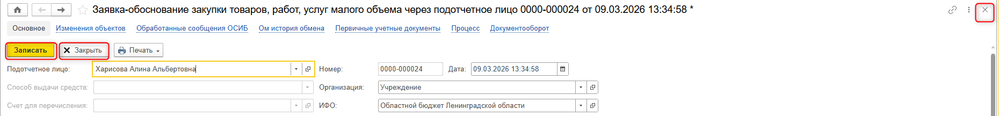 Заявка-обоснование закупки товаров, работ, услуг малого объема через подотчетное лицо 0000-000024 от 09.03.2026 13:34:58 *
Основное Изменения объектов Обработанные сообщения ОСИБ Ом история обмена Первичные учетные документы Процесс Документооборот
Записать Закрыть Печать
Подотчетное лицо: Харисова Алина Альбертовна Номер: 0000-000024 Дата: 09.03.2026 13:34:58
Способ выдачи средств: Организация: Учреждение
Счет для перечисления: ИФО: Областной бюджет Ленинградской области